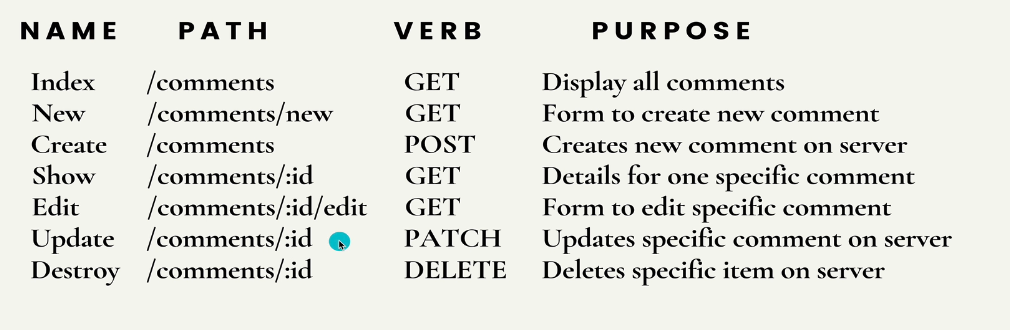 NAME PATH VERB PURPOSE
Index /comments GET Display all comments
New /comments/new GET Form to create new comment
Create /comments POST Creates new comment on server
Show /comments/:id GET Details for one specific comment
Edit /comments/:id/edit GET Form to edit specific comment
Update /comments/:id PATCH Updates specific comment on server
Destroy /comments/:id DELETE Deletes specific item on server